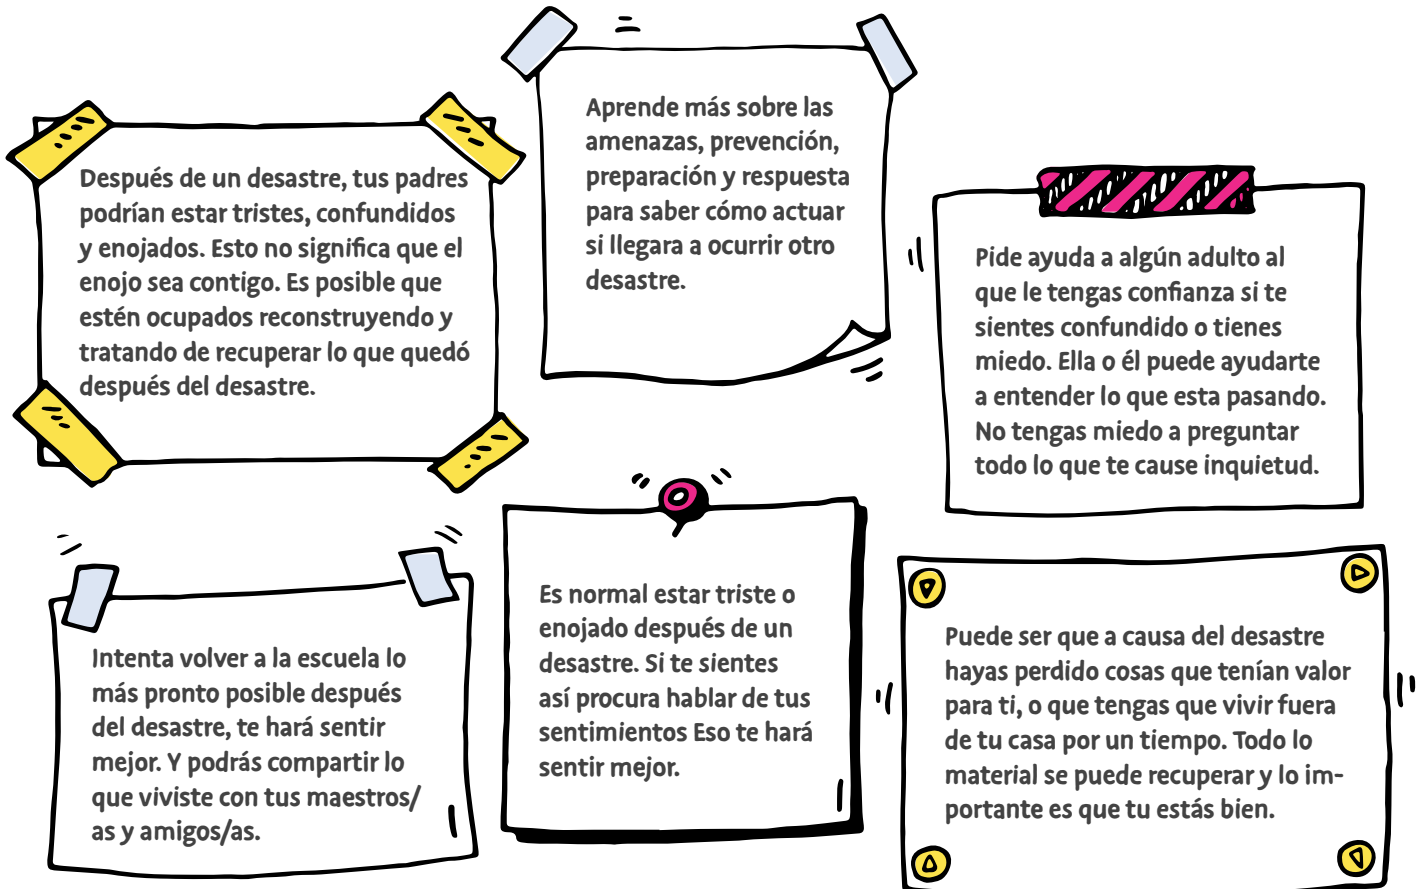 Después de un desastre, tus padres
podrían estar tristes, confundidos
y enojados. Esto no significa que el
enojo sea contigo. Es posible que
estén ocupados reconstruyendo y
tratando de recuperar lo que quedó
después del desastre.
Aprende más sobre las
amenazas, prevención,
preparación y respuesta
para saber cómo actuar
si llegara a ocurrir otro
desastre.
Pide ayuda a algún adulto al
que le tengas confianza si te
sientes confundido o tienes
miedo. Ella o él puede ayudarte
a entender lo que esta pasando.
No tengas miedo a preguntar
todo lo que te cause inquietud.
Intenta volver a la escuela lo
más pronto posible después
del desastre, te hará sentir
mejor. Y podrás compartir lo
que viviste con tus maestros/
as y amigos/as.
Es normal estar triste o
enojado después de un
desastre. Si te sientes
así procura hablar de tus
sentimientos Eso te hará
sentir mejor.
Puede ser que a causa del desastre
hayas perdido cosas que tenían valor
para ti, o que tengas que vivir fuera
de tu casa por un tiempo. Todo lo
material se puede recuperar y lo im-
portante es que tu estás bien.